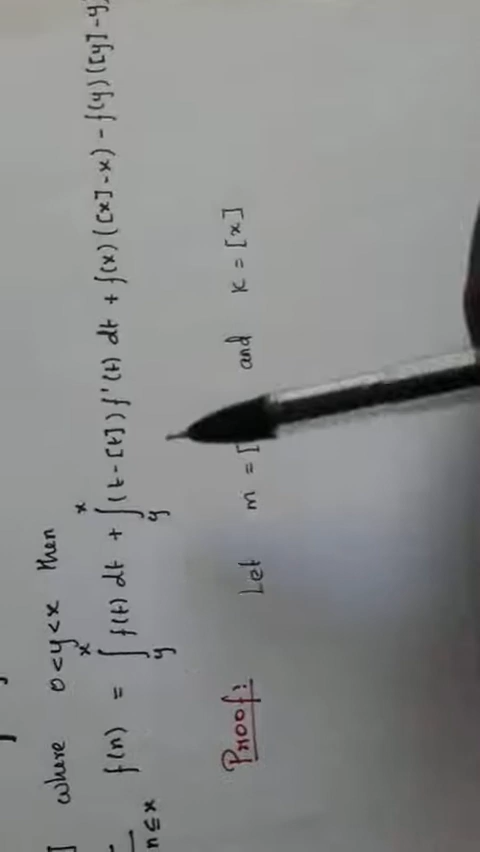 ] where 0<y<x then
n≤x f(n) = ∫_y^x f(t) dt + ∫_y^x (t-[t]) f'(t) dt + f(x) ([x]-x) - f(y) ([y]-y)
Proof: Let m = [ and k = [x]